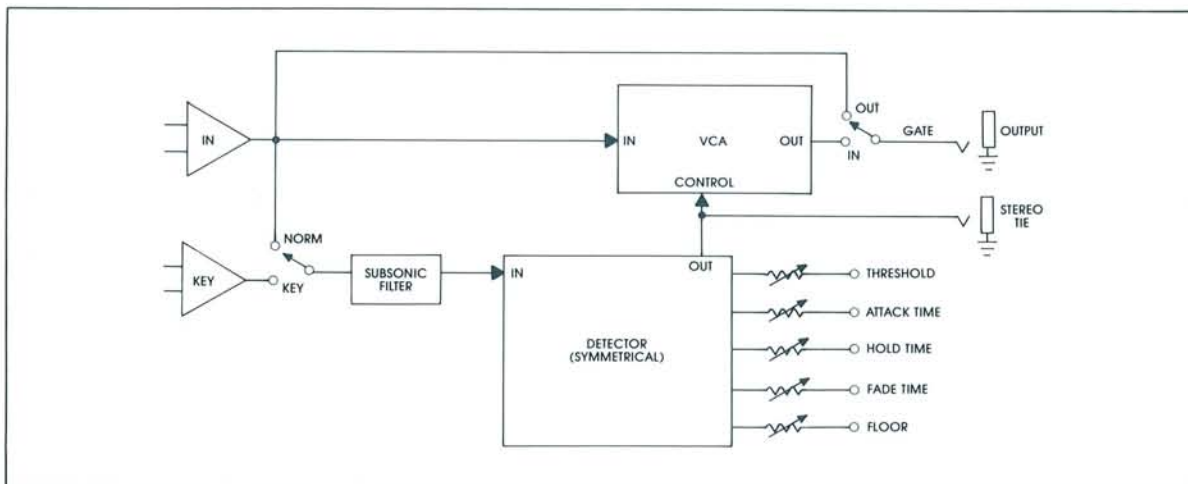 OUT
IN
IN
VCA
OUT
IN
GATE
OUTPUT
CONTROL
STEREO
TIE
NORM
KEY
KEY
SUBSONIC
FILTER
IN
OUT
DETECTOR
(SYMMETRICAL)
THRESHOLD
ATTACK TIME
HOLD TIME
FADE TIME
FLOOR